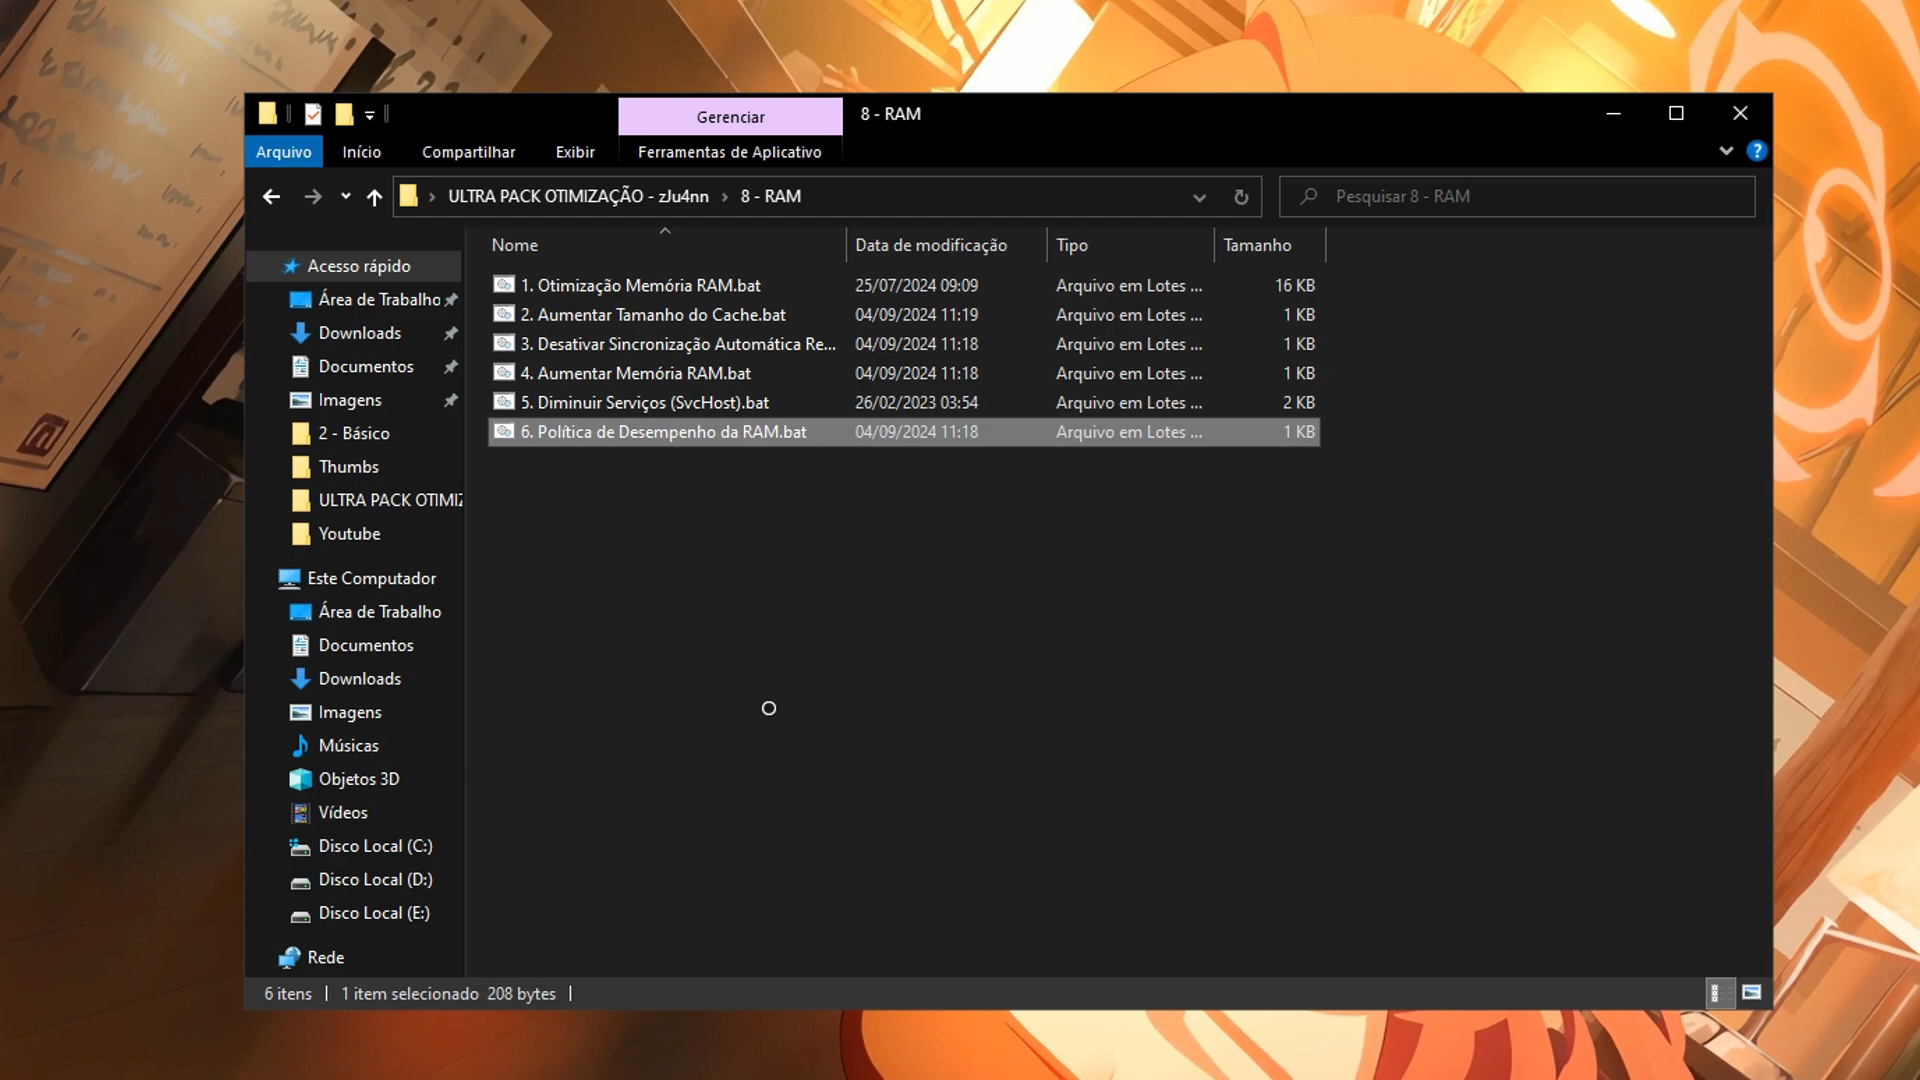 Gerenciar
8 - RAM
Arquivo
Início
Compartilhar
Exibir
Ferramentas de Aplicativo
?
ULTRA PACK OTIMIZAÇÃO - zJu4nn > 8 - RAM
Pesquisar 8 - RAM
Nome Data de modificação Tipo Tamanho
1. Otimização Memória RAM.bat 25/07/2024 09:09 Arquivo em Lotes ... 16 KB
2. Aumentar Tamanho do Cache.bat 04/09/2024 11:19 Arquivo em Lotes ... 1 KB
3. Desativar Sincronização Automática Re... 04/09/2024 11:18 Arquivo em Lotes ... 1 KB
4. Aumentar Memória RAM.bat 04/09/2024 11:18 Arquivo em Lotes ... 1 KB
5. Diminuir Serviços (SvcHost).bat 26/02/2023 03:54 Arquivo em Lotes ... 2 KB
6. Política de Desempenho da RAM.bat 04/09/2024 11:18 Arquivo em Lotes ... 1 KB
Acesso rápido
Área de Trabalho
Downloads
Documentos
Imagens
2 - Básico
Thumbs
ULTRA PACK OTIMIZ
Youtube
Este Computador
Área de Trabalho
Documentos
Downloads
Imagens
Músicas
Objetos 3D
Vídeos
Disco Local (C:)
Disco Local (D:)
Disco Local (E:)
Rede
6 itens | 1 item selecionado 208 bytes |